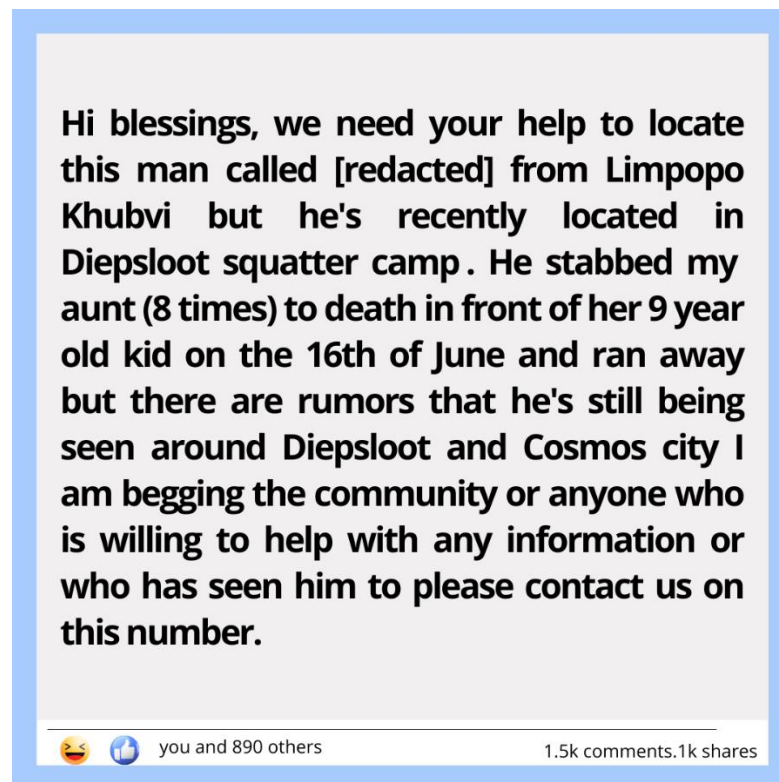 Hi blessings, we need your help to locate
this man called [redacted] from Limpopo
Khubvi but he's recently located in
Diepsloot squatter camp . He stabbed my
aunt (8 times) to death in front of her 9 year
old kid on the 16th of June and ran away
but there are rumors that he's still being
seen around Diepsloot and Cosmos city I
am begging the community or anyone who
is willing to help with any information or
who has seen him to please contact us on
this number.
you and 890 others
1.5k comments.1k shares